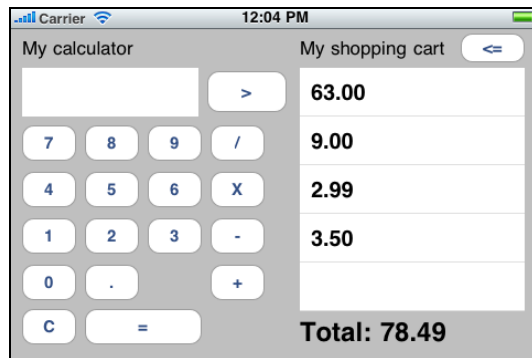 Carrier 12:04 PM
My calculator
>
7 8 9 /
4 5 6 X
1 2 3 -
0 . +
C =
My shopping cart <=
63.00
9.00
2.99
3.50
Total: 78.49